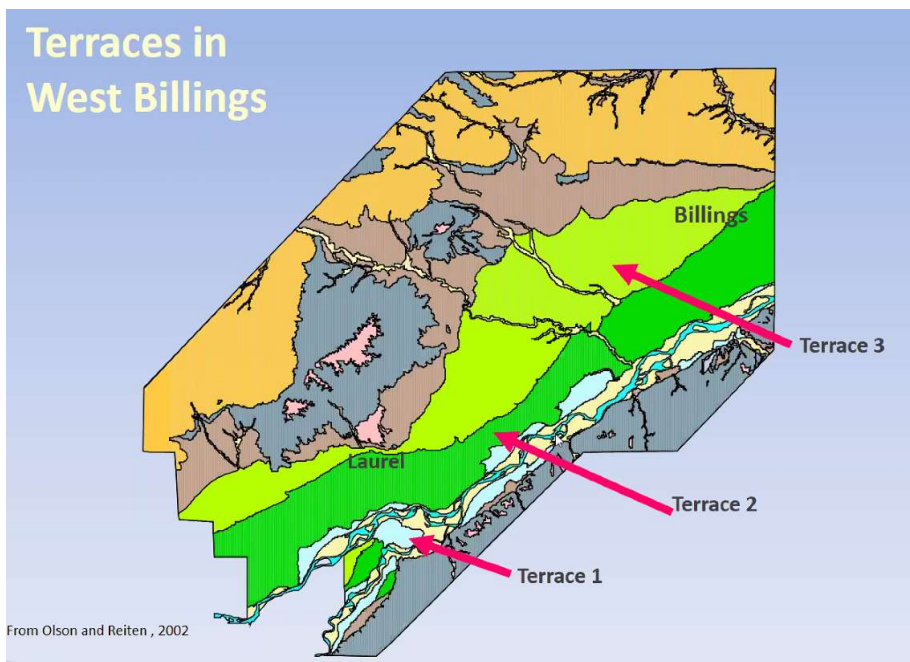 Terraces in
West Billings
Billings
Terrace 3
Laurel
Terrace 2
Terrace 1
From Olson and Reiten , 2002